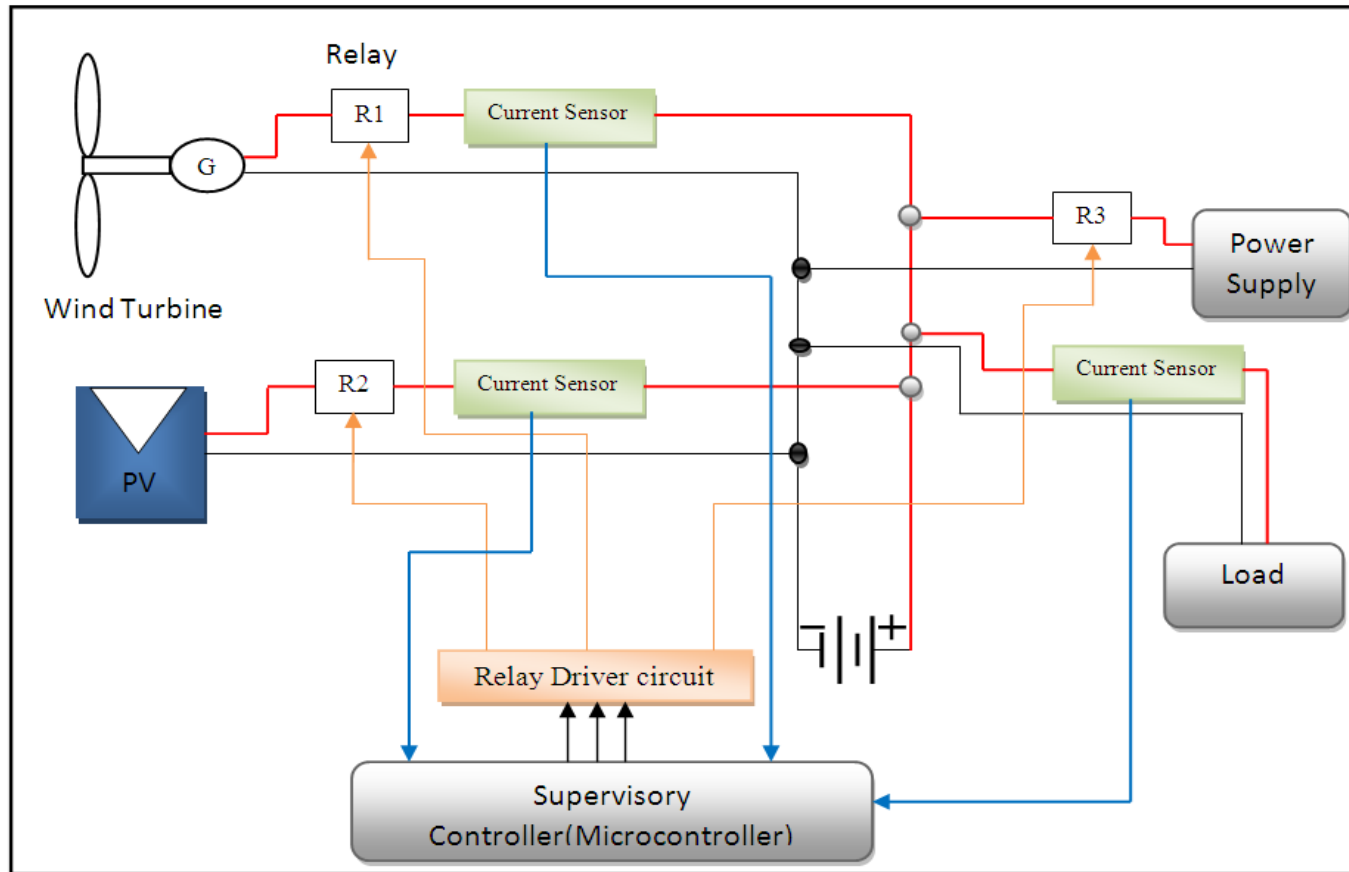 Relay
R1
Current Sensor
G
R3
Power
Supply
Wind Turbine
R2
Current Sensor
Current Sensor
PV
Load
− +
Relay Driver circuit
Supervisory
Controller(Microcontroller)